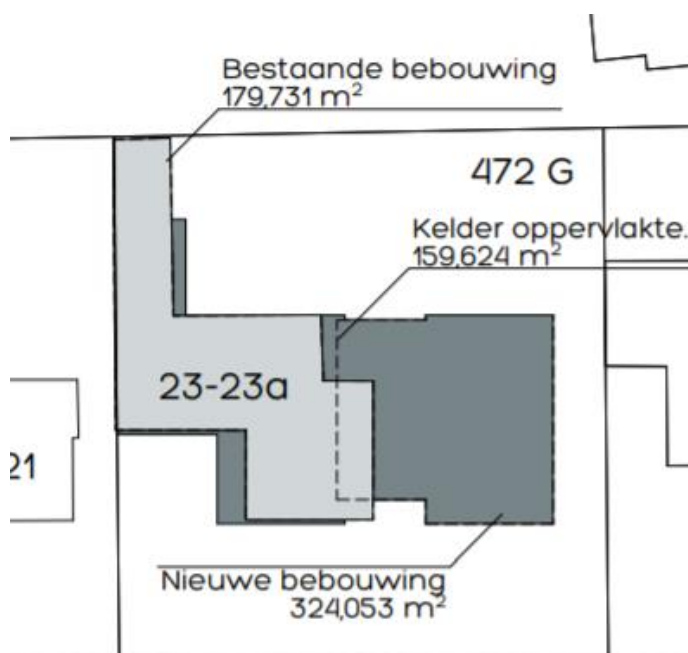 Bestaande bebouwing
179,731 m²
472 G
Kelder oppervlakte.
159,624 m²
23-23a
21
Nieuwe bebouwing
324,053 m²